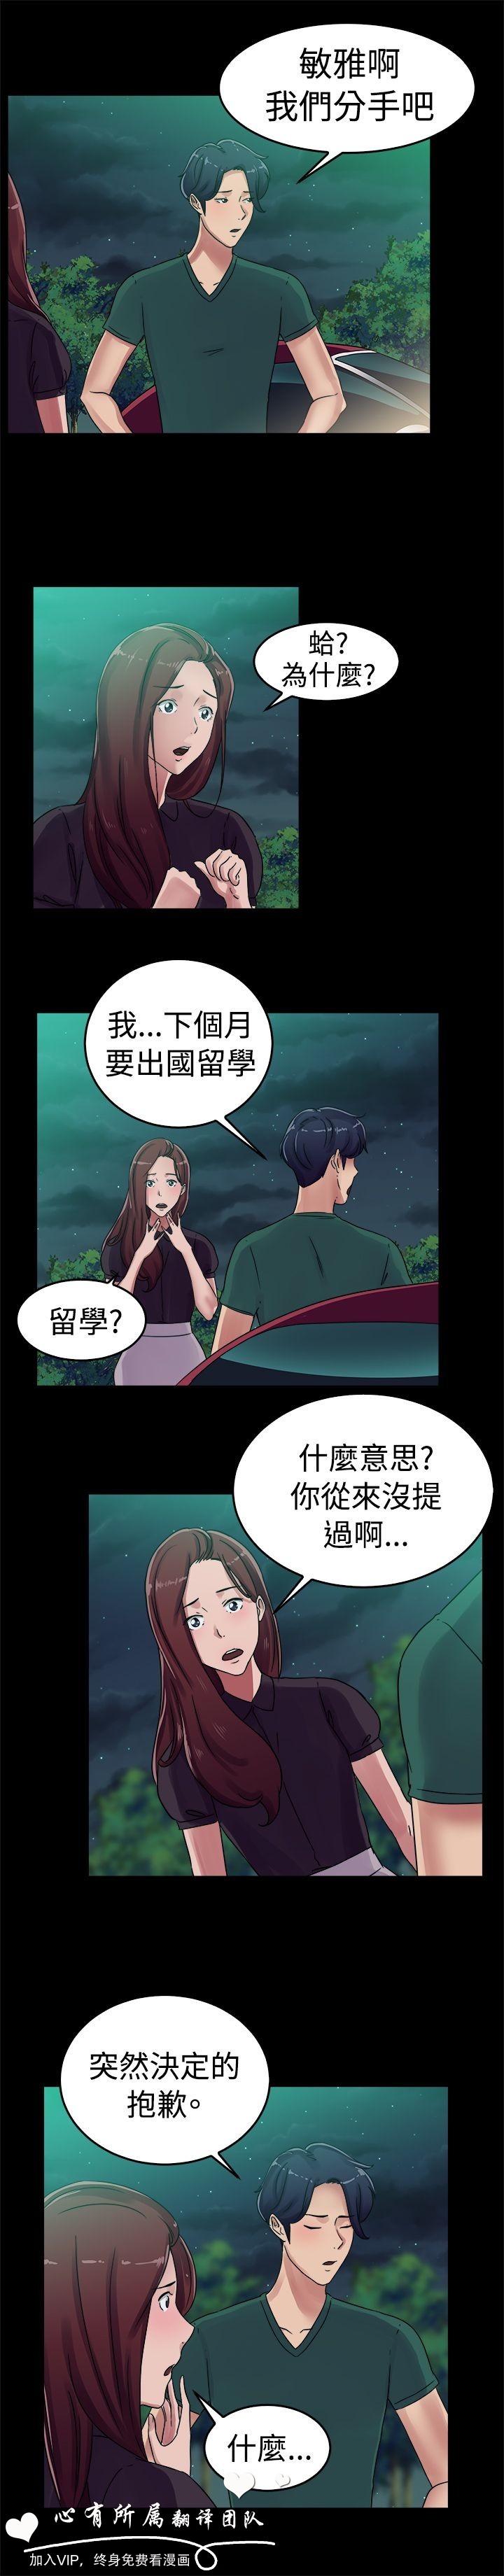 敏雅啊
我們分手吧
蛤?
為什麼?
我...下個月
要出國留學
留學?
什麼意思?
你從來沒提
過啊...
突然決定的
抱歉。
什麼...
心有所属翻译团队
加入VIP，终身免费看漫画